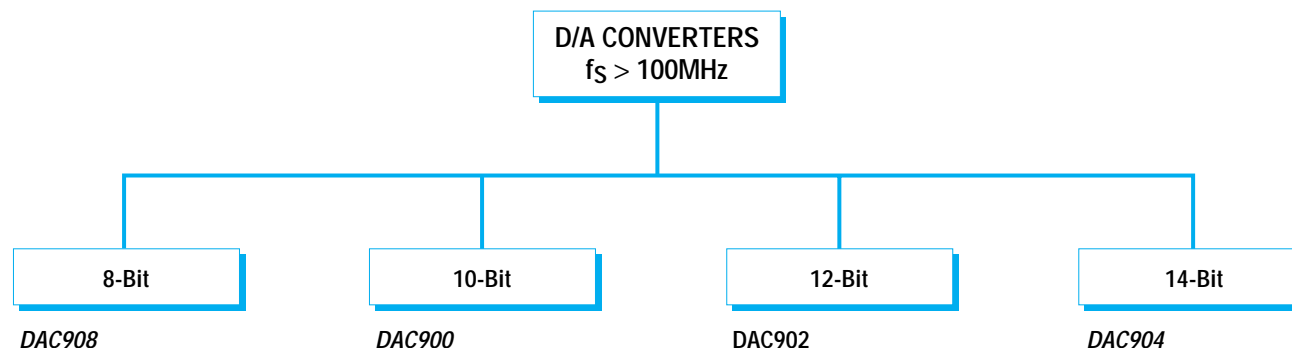 D/A CONVERTERS
fS > 100MHz
8-Bit
10-Bit
12-Bit
14-Bit
DAC908
DAC900
DAC902
DAC904